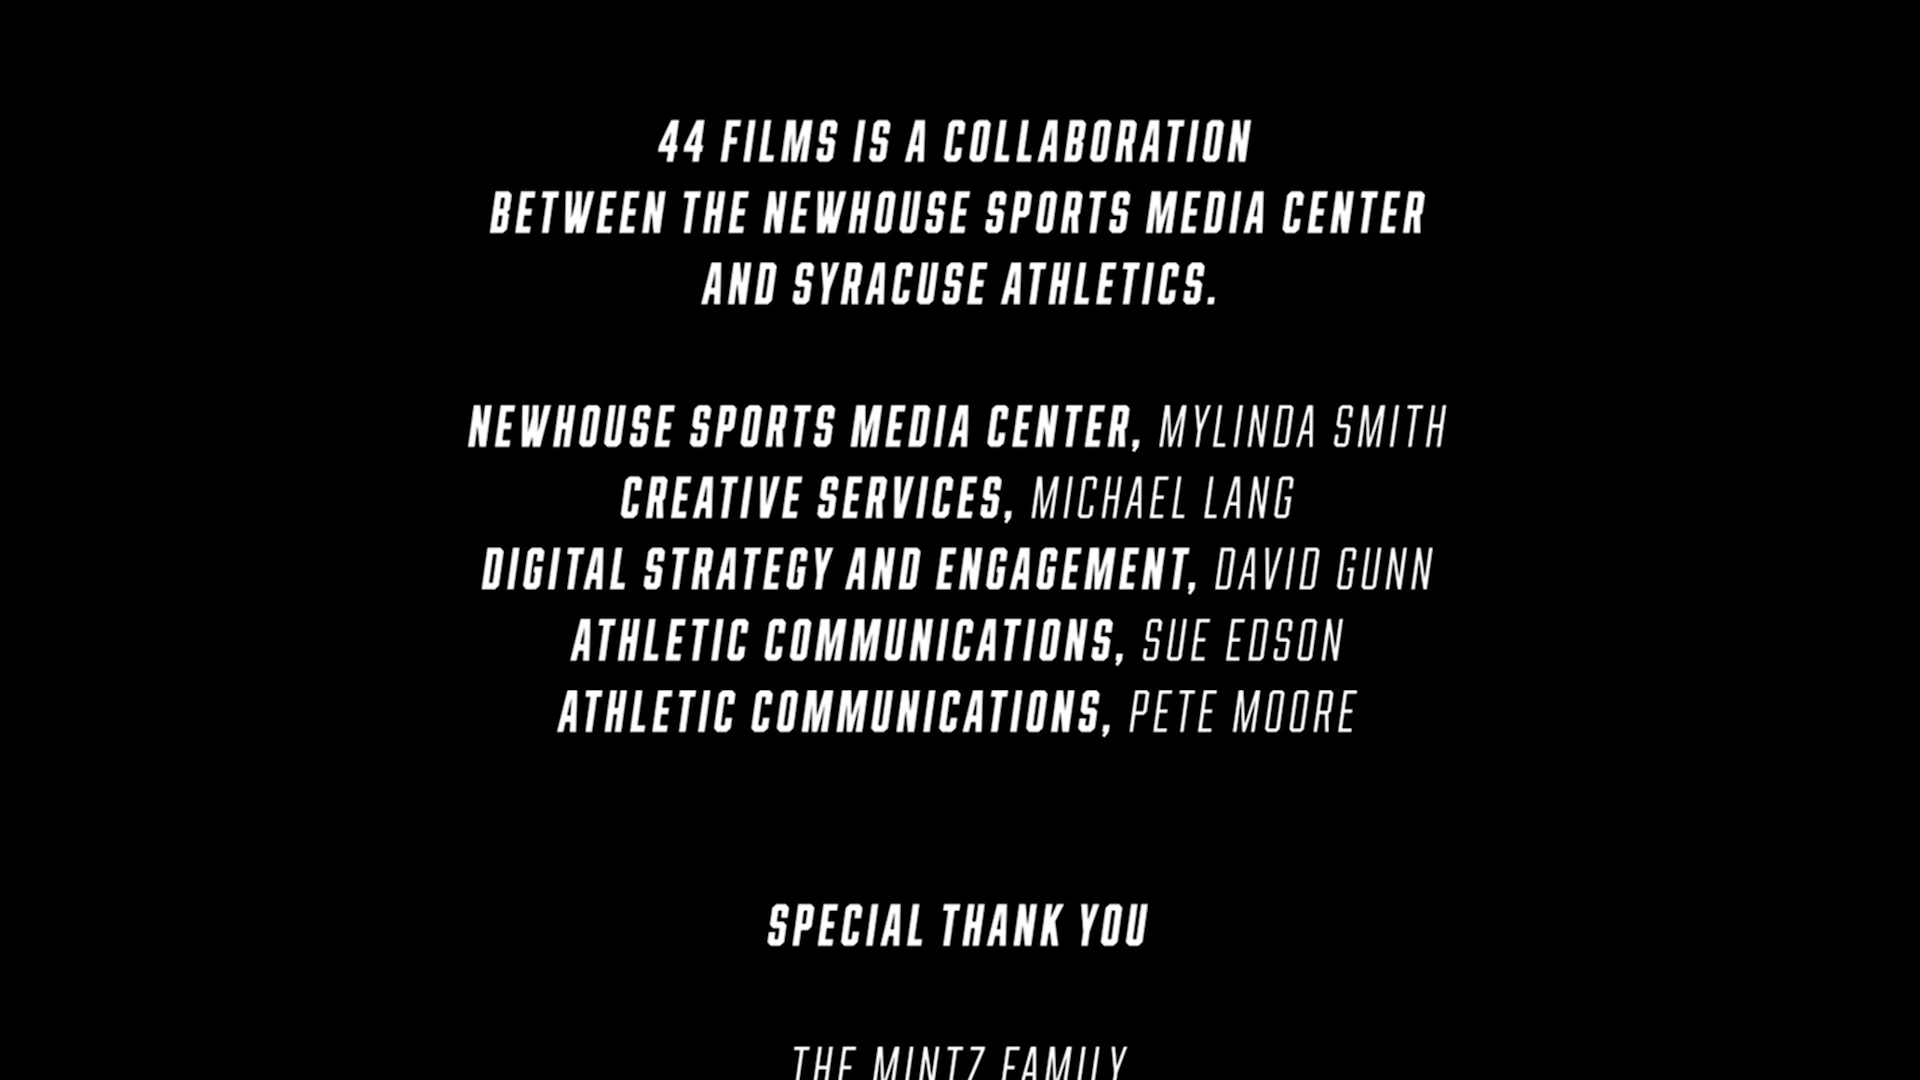 44 FILMS IS A COLLABORATION
BETWEEN THE NEWHOUSE SPORTS MEDIA CENTER
AND SYRACUSE ATHLETICS.
NEWHOUSE SPORTS MEDIA CENTER, MYLINDA SMITH
CREATIVE SERVICES, MICHAEL LANG
DIGITAL STRATEGY AND ENGAGEMENT, DAVID GUNN
ATHLETIC COMMUNICATIONS, SUE EDSON
ATHLETIC COMMUNICATIONS, PETE MOORE
SPECIAL THANK YOU
THE MINTZ FAMILY